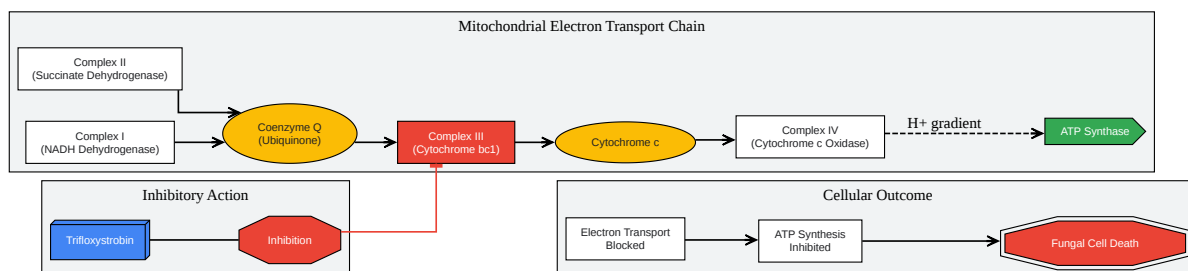 Mitochondrial Electron Transport Chain
Complex II
(Succinate Dehydrogenase)
Complex I
(NADH Dehydrogenase)
Coenzyme Q
(Ubiquinone)
Complex III
(Cytochrome bc1)
Cytochrome c
Complex IV
(Cytochrome c Oxidase)
H+ gradient
ATP Synthase
Inhibitory Action
Trifloxystrobin
Inhibition
Cellular Outcome
Electron Transport
Blocked
ATP Synthesis
Inhibited
Fungal Cell Death